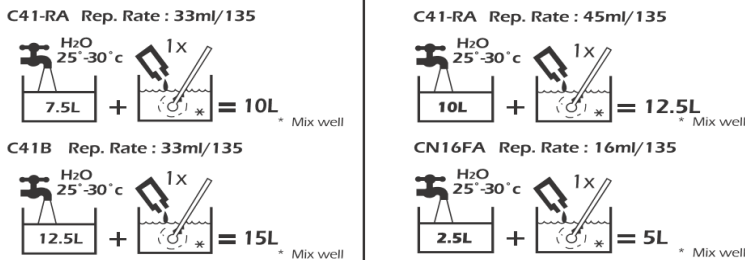 C41-RA Rep. Rate : 33ml/135
H2O
25°-30°c
1x
7.5L + * = 10L
* Mix well
C41B Rep. Rate : 33ml/135
H2O
25°-30°c
1x
12.5L + * = 15L
* Mix well
C41-RA Rep. Rate : 45ml/135
H2O
25°-30°c
1x
10L + * = 12.5L
* Mix well
CN16FA Rep. Rate : 16ml/135
H2O
25°-30°c
1x
2.5L + * = 5L
* Mix well